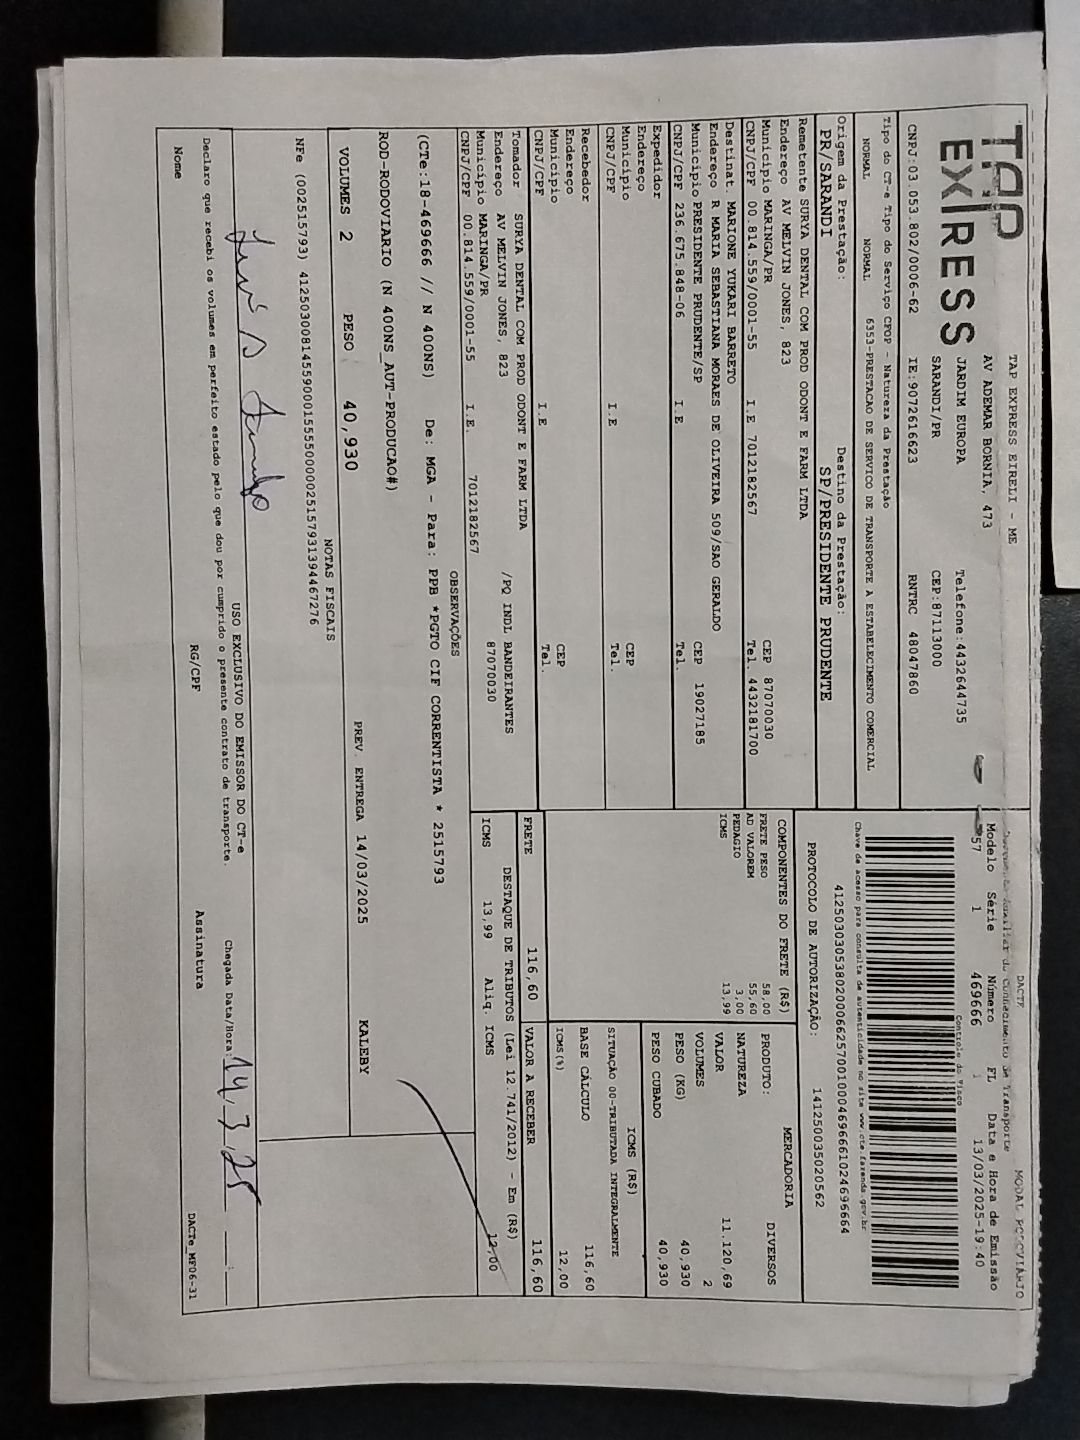 TAP
EXPRESS
TAP EXPRESS EIRELI - ME
AV ADEMAR BORNIA, 473
JARDIM EUROPA Telefone:4432644735
SARANDI/PR CEP:87113000
CNPJ:03.053.802/0006-62 IE:9072616623 RNTRC 48047860
DACTE MODAL RODOVIÁRIO
Documento Auxiliar do Conhecimento de Transporte
Modelo Série Número FL Data e Hora de Emissão
57 1 469666 1 13/03/2025-19:40
Controle do Fisco
Chave de acesso para consulta de autenticidade no site www.cte.fazenda.gov.br
41250303053802000662570010004696661024696664
PROTOCOLO DE AUTORIZAÇÃO: 141250035020562
Tipo do CT-e Tipo do Serviço CFOP - Natureza da Prestação
NORMAL NORMAL 6353-PRESTACAO DE SERVICO DE TRANSPORTE A ESTABELECIMENTO COMERCIAL
Origem da Prestação: Destino da Prestação:
PR/SARANDI SP/PRESIDENTE PRUDENTE
Remetente SURYA DENTAL COM PROD ODONT E FARM LTDA
Endereço AV MELVIN JONES, 823
Município MARINGA/PR CEP 87070030
CNPJ/CPF 00.814.559/0001-55 I.E 7012182567 Tel. 4432181700
Destinat. MARIONE YUKARI BARRETO
Endereço R MARIA SEBASTIANA MORAES DE OLIVEIRA 509/SAO GERALDO
Município PRESIDENTE PRUDENTE/SP CEP 19027185
CNPJ/CPF 236.675.848-06 I.E Tel.
Expedidor
Endereço
Município CEP
CNPJ/CPF I.E Tel.
Recebedor
Endereço
Município CEP
CNPJ/CPF I.E Tel.
Tomador SURYA DENTAL COM PROD ODONT E FARM LTDA
Endereço AV MELVIN JONES, 823 /PQ INDL BANDEIRANTES
Município MARINGA/PR 87070030
CNPJ/CPF 00.814.559/0001-55 I.E. 7012182567
COMPONENTES DO FRETE (R$)
FRETE PESO 58,00
AD VALOREM 55,60
PEDAGIO 3,00
ICMS 13,99
MERCADORIA
PRODUTO: DIVERSOS
NATUREZA
VALOR 11.120,69
VOLUMES 2
PESO (KG) 40,930
PESO CUBADO 40,930
ICMS (R$)
SITUAÇÃO 00-TRIBUTADA INTEGRALMENTE
BASE CÁLCULO 116,60
ICMS(%) 12,00
FRETE 116,60 VALOR A RECEBER 116,60
DESTAQUE DE TRIBUTOS (Lei 12.741/2012) - Em (R$)
ICMS 13,99 Aliq. ICMS 12,00
OBSERVAÇÕES
(CTe:18-469666 // N 400NS) De: MGA - Para: PPB *PGTO CIF CORRENTISTA * 2515793
ROD-RODOVIARIO (N 400NS_AUT-PRODUCAO#)
VOLUMES 2 PESO 40,930 PREV. ENTREGA 14/03/2025 KALEBY
NOTAS FISCAIS
NFe (002515793) 41250300814559000155550000025157931394467276
USO EXCLUSIVO DO EMISSOR DO CT-e
Declaro que recebi os volumes em perfeito estado pelo que dou por cumprido o presente contrato de transporte. Chegada Data/Hora: 14,3,25
Nome RG/CPF Assinatura DACTe_MF06-31